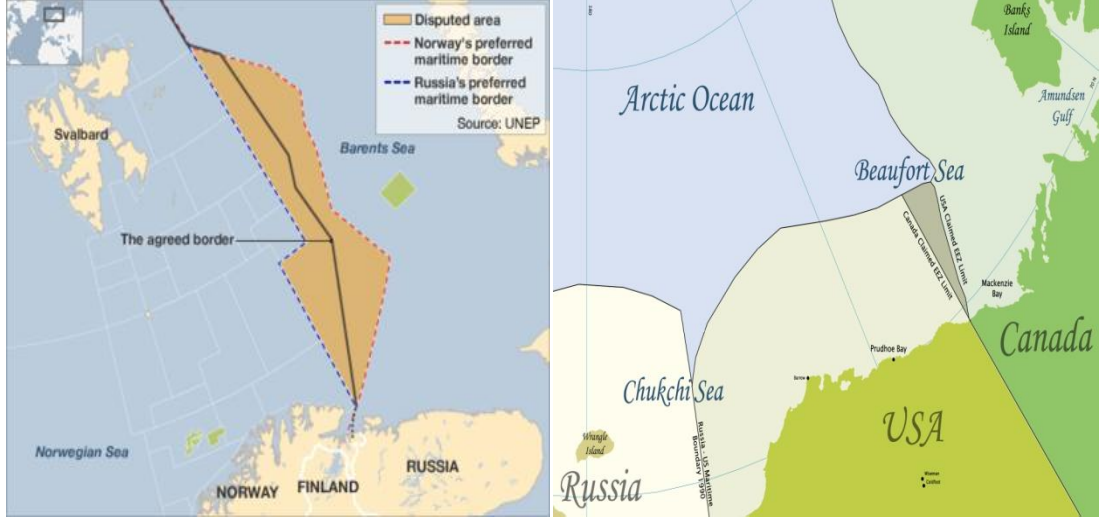 Disputed area
Norway's preferred
maritime border
Russia's preferred
maritime border
Source: UNEP
Svalbard
Barents Sea
The agreed border
Norwegian Sea
NORWAY
FINLAND
RUSSIA
Banks
Island
Amundsen
Gulf
Arctic Ocean
Beaufort Sea
USA Claimed EEZ Limit
Canada Claimed EEZ Limit
Mackenzie
Bay
Canada
Prudhoe Bay
Chukchi Sea
USA
Wrangle
Island
Russia - US Maritime
Boundary 1990
Russia